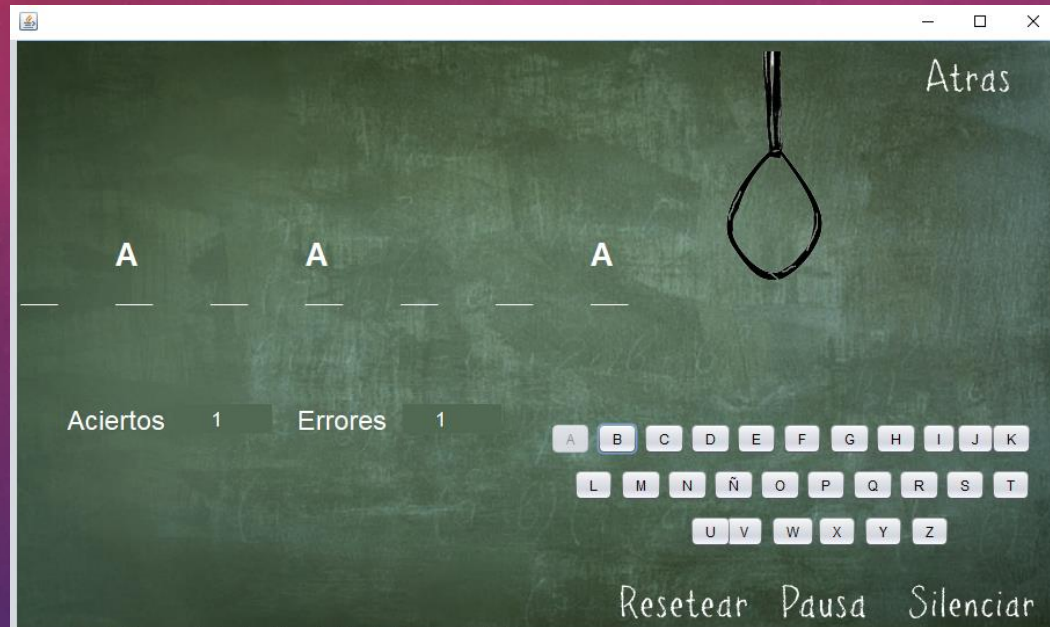 Atras
A A A
Aciertos 1 Errores 1
A B C D E F G H I J K
L M N Ñ O P Q R S T
U V W X Y Z
Resetear Pausa Silenciar